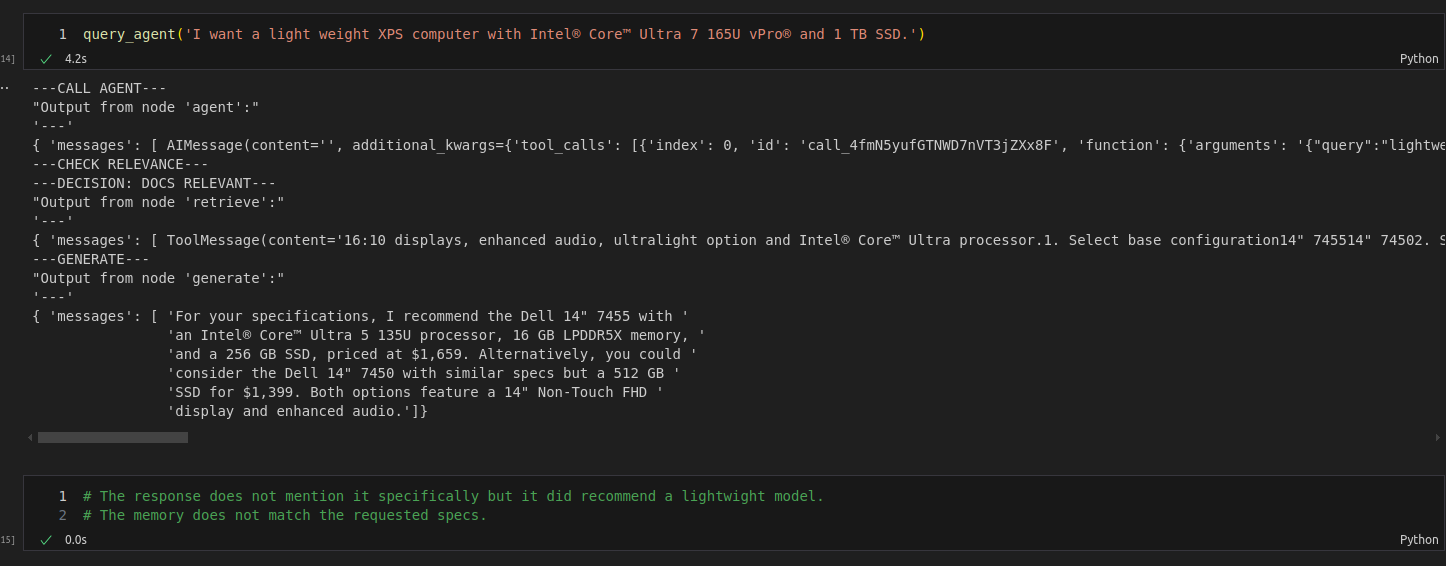 1 query_agent('I want a light weight XPS computer with Intel® Core™ Ultra 7 165U vPro® and 1 TB SSD.')
14] ✓ 4.2s Python
---CALL AGENT---
"Output from node 'agent':"
'---'
{ 'messages': [ AIMessage(content='', additional_kwargs={'tool_calls': [{'index': 0, 'id': 'call_4fmN5yufGTNWD7nVT3jZXx8F', 'function': {'arguments': '{"query":"lightwe
---CHECK RELEVANCE---
---DECISION: DOCS RELEVANT---
"Output from node 'retrieve':"
'---'
{ 'messages': [ ToolMessage(content='16:10 displays, enhanced audio, ultralight option and Intel® Core™ Ultra processor.1. Select base configuration14" 745514" 74502. S
---GENERATE---
"Output from node 'generate':"
'---'
{ 'messages': [ 'For your specifications, I recommend the Dell 14" 7455 with '
'an Intel® Core™ Ultra 5 135U processor, 16 GB LPDDR5X memory, '
'and a 256 GB SSD, priced at $1,659. Alternatively, you could '
'consider the Dell 14" 7450 with similar specs but a 512 GB '
'SSD for $1,399. Both options feature a 14" Non-Touch FHD '
'display and enhanced audio.']}
1 # The response does not mention it specifically but it did recommend a lightweight model.
2 # The memory does not match the requested specs.
15] ✓ 0.0s Python